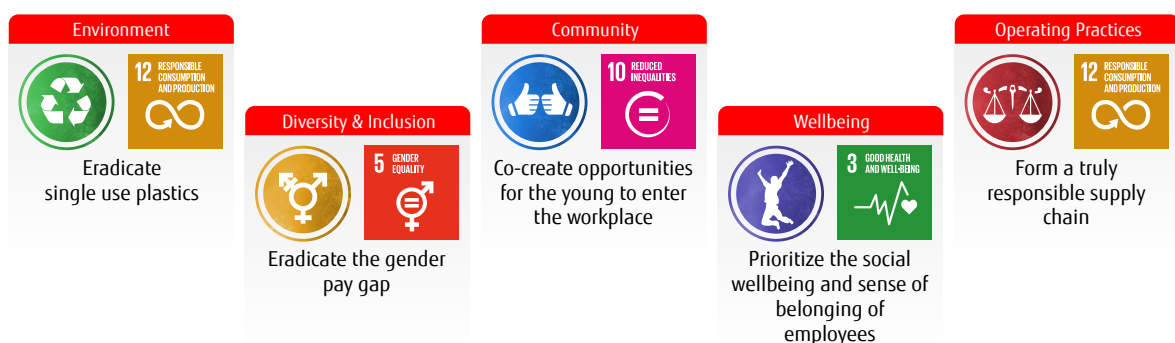 Environment
12 RESPONSIBLE
CONSUMPTION
AND PRODUCTION
Eradicate
single use plastics
Diversity & Inclusion
5 GENDER
EQUALITY
Eradicate the gender
pay gap
Community
10 REDUCED
INEQUALITIES
Co-create opportunities
for the young to enter
the workplace
Wellbeing
3 GOOD HEALTH
AND WELL-BEING
Prioritize the social
wellbeing and sense of
belonging of
employees
Operating Practices
12 RESPONSIBLE
CONSUMPTION
AND PRODUCTION
Form a truly
responsible supply
chain